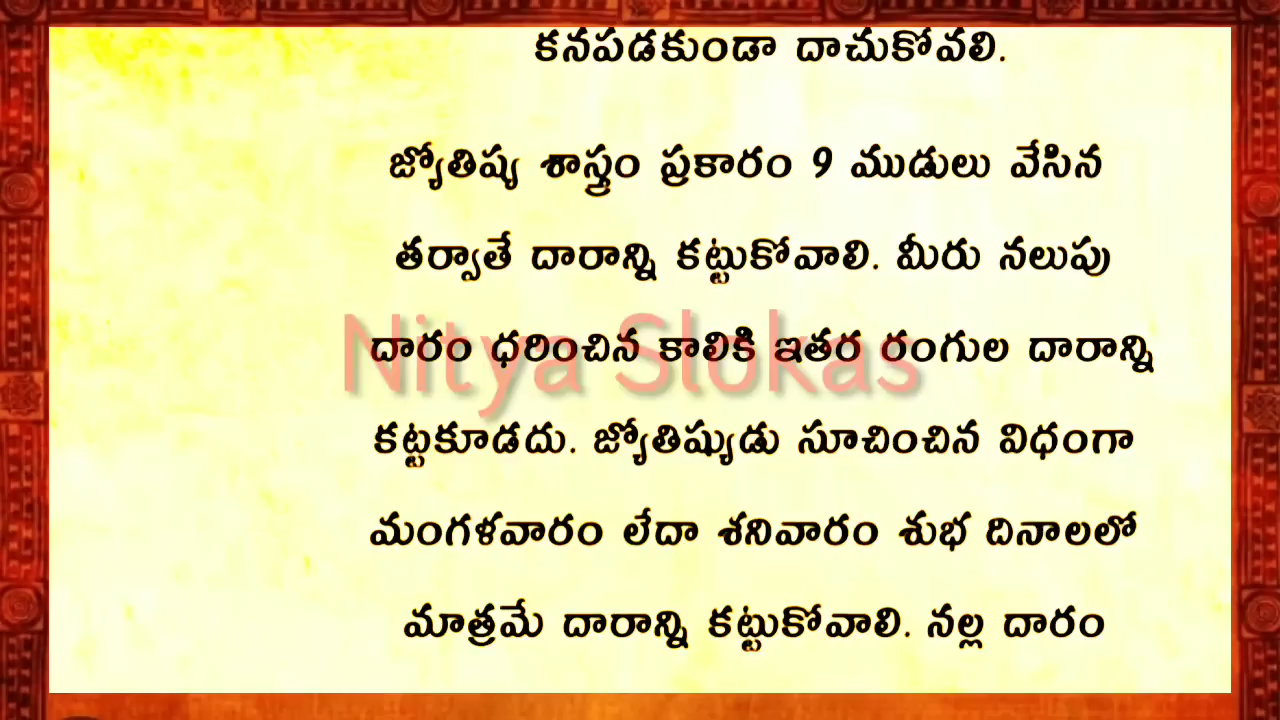 కనపడకుండా దాచుకోవలి.
జ్యోతిష్య శాస్త్రం ప్రకారం 9 ముడులు వేసిన
తర్వాతే దారాన్ని కట్టుకోవాలి. మీరు నలుపు
దారం ధరించిన కాలికి ఇతర రంగుల దారాన్ని
Nitya Slokas
కట్టకూడదు. జ్యోతిష్యుడు సూచించిన విధంగా
మంగళవారం లేదా శనివారం శుభ దినాలలో
మాత్రమే దారాన్ని కట్టుకోవాలి. నల్ల దారం